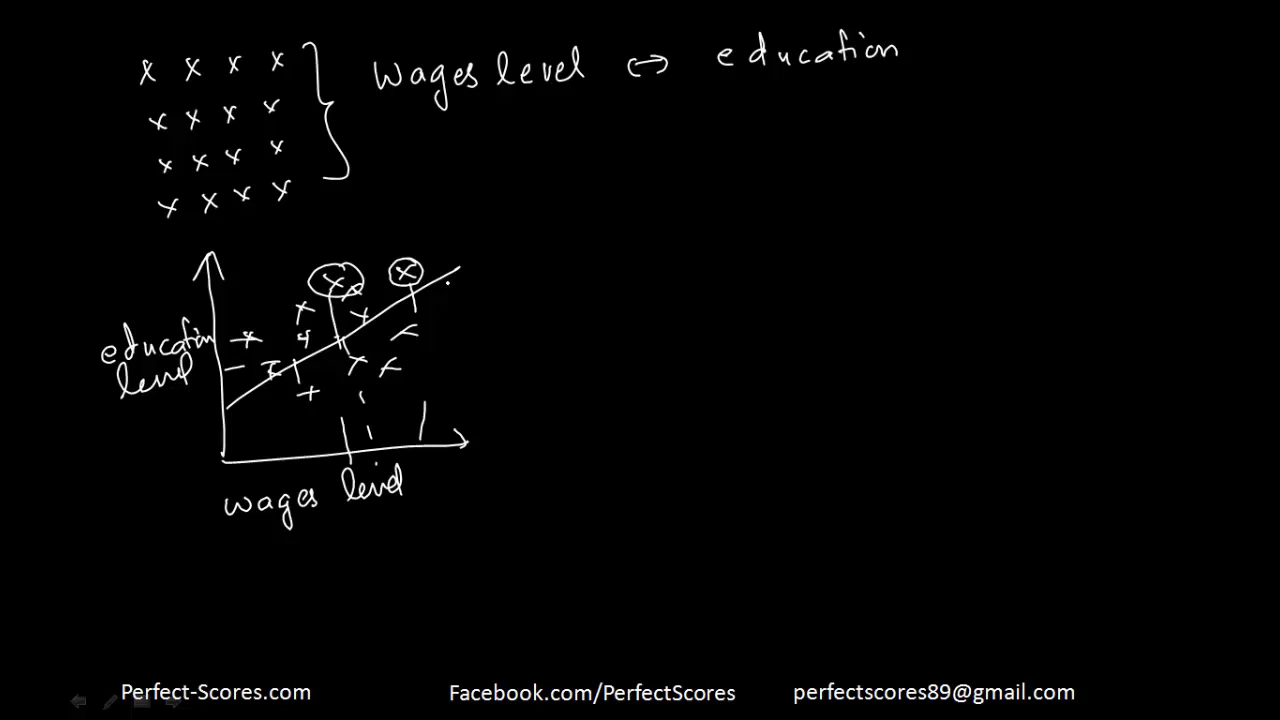 x x x x
x x x x
x x x x
x x x x
wages level ↔ education
education
level
wages level
Perfect-Scores.com
Facebook.com/PerfectScores
perfectscores89@gmail.com